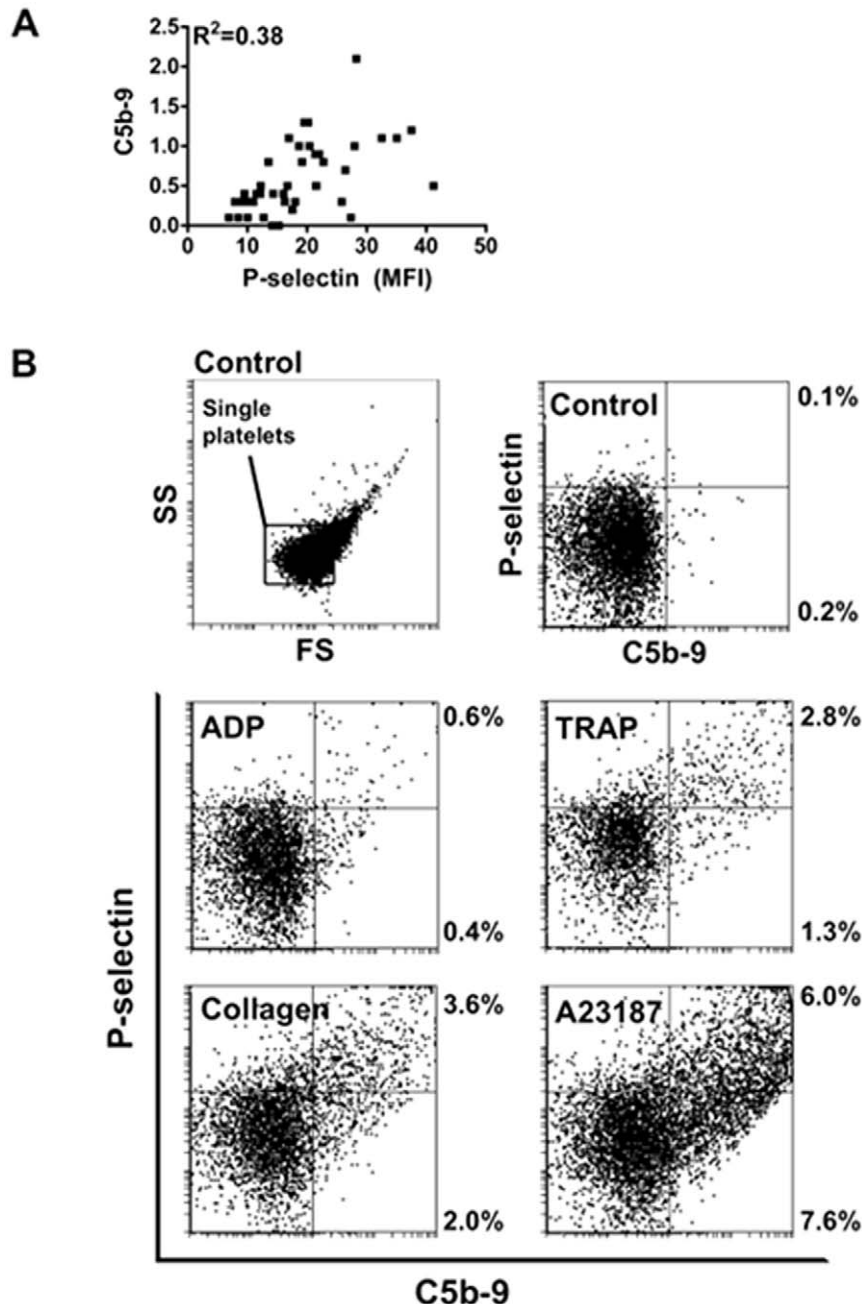 A
R²=0.38
2.5
2.0
1.5
1.0
0.5
0.0
C5b-9
0 10 20 30 40 50
P-selectin (MFI)
B
Control
Single
platelets
SS
FS
Control
0.1%
0.2%
P-selectin
C5b-9
ADP
0.6%
0.4%
TRAP
2.8%
1.3%
P-selectin
Collagen
3.6%
2.0%
A23187
6.0%
7.6%
C5b-9